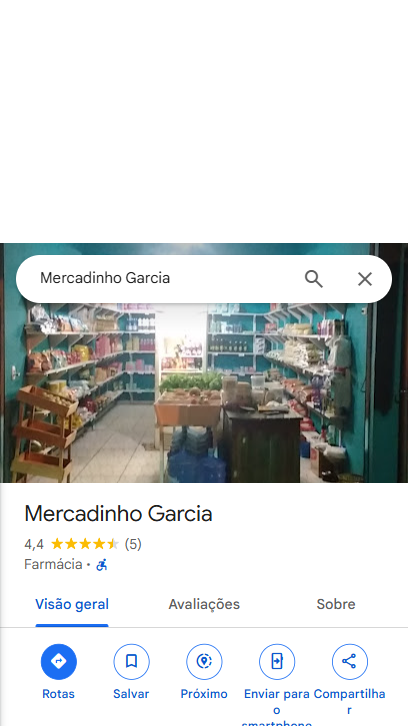 Mercadinho Garcia
Mercadinho Garcia
4,4 (5)
Farmácia ·
Visão geral Avaliações Sobre
Rotas Salvar Próximo Enviar para o smartphone Compartilhar